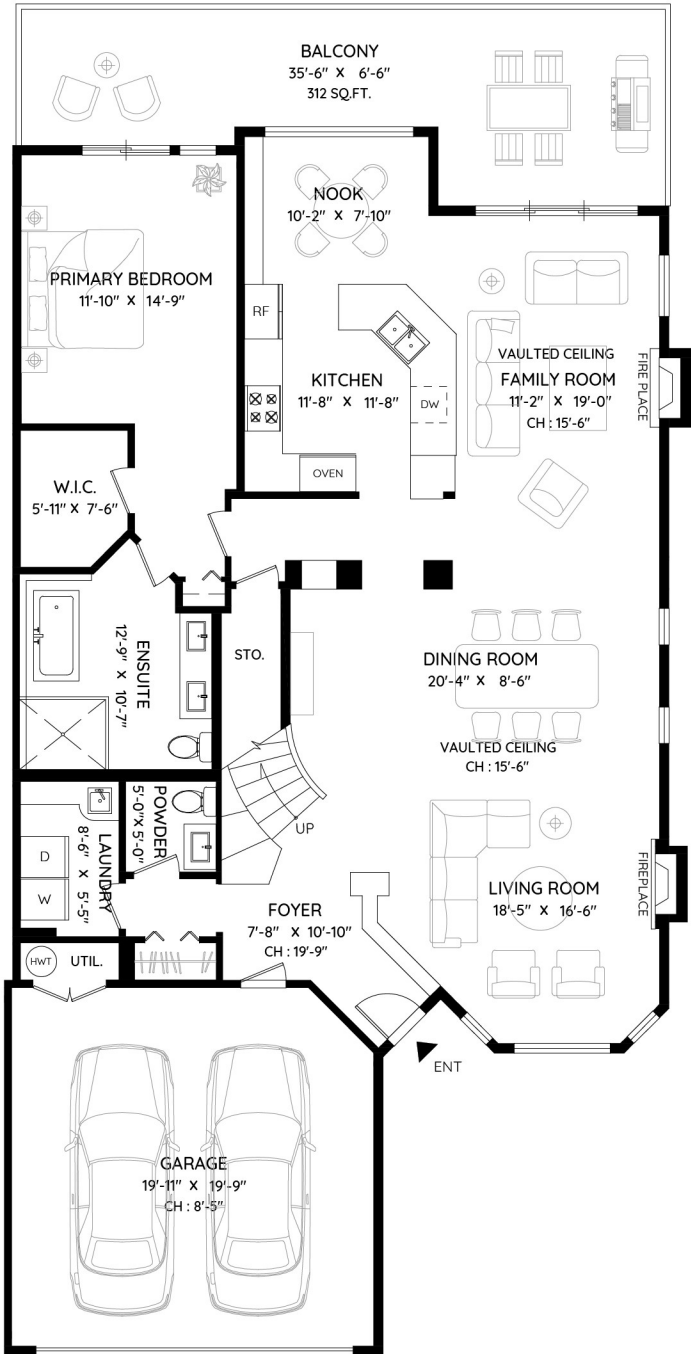 BALCONY
35'-6" X 6'-6"
312 SQ.FT.
NOOK
10'-2" X 7'-10"
PRIMARY BEDROOM
11'-10" X 14'-9"
RF
KITCHEN
11'-8" X 11'-8"
DW
OVEN
VAULTED CEILING
FAMILY ROOM
11'-2" X 19'-0"
CH : 15'-6"
FIRE PLACE
W.I.C.
5'-11" X 7'-6"
ENSUITE
12'-9" X 10'-7"
STO.
DINING ROOM
20'-4" X 8'-6"
VAULTED CEILING
CH : 15'-6"
UP
POWDER
5'-0" X 5'-0"
LAUNDRY
8'-6" X 5'-5"
D
W
LIVING ROOM
18'-5" X 16'-6"
FIREPLACE
FOYER
7'-8" X 10'-10"
CH : 19'-9"
HWT
UTIL.
ENT
GARAGE
19'-11" X 19'-9"
CH : 8'-5"